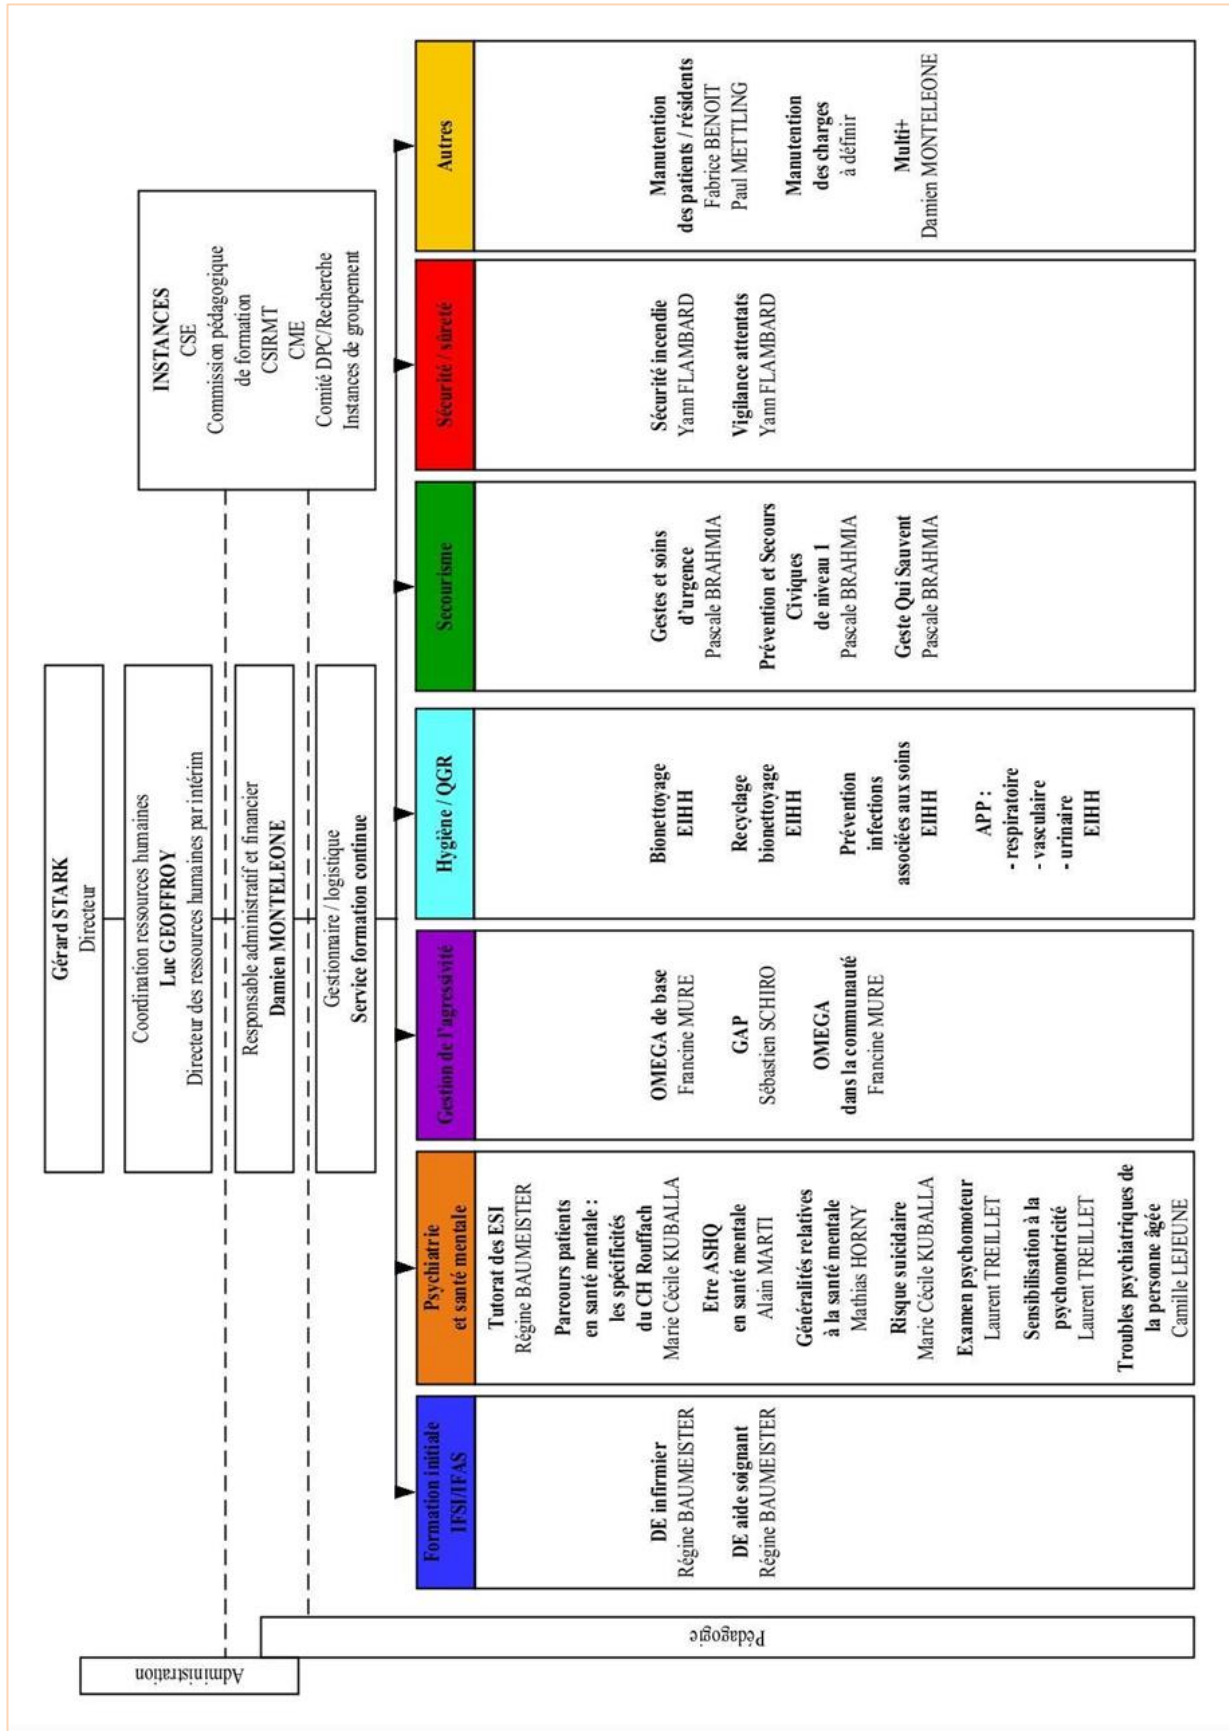 Gérard STARK
Directeur
Coordination ressources humaines
Luc GEOFFROY
Directeur des ressources humaines par intérim
Responsable administratif et financier
Damien MONTELEONE
Gestionnaire / logistique
Service formation continue
INSTANCES
CSE
Commission pédagogique
de formation
CSIRMT
CME
Comité DPC/Recherche
Instances de groupement
Administration
Pédagogie
Formation initiale
IFSI/IFAS
DE infirmier
Régine BAUMEISTER
DE aide soignant
Régine BAUMEISTER
Psychiatrie
et santé mentale
Tutorat des ESI
Régine BAUMEISTER
Parcours patients
en santé mentale :
les spécificités
du CH Rouffach
Marie Cécile KUBALLA
Etre ASHQ
en santé mentale
Alain MARTI
Généralités relatives
à la santé mentale
Mathias HORNY
Risque suicidaire
Marie Cécile KUBALLA
Examen psychomoteur
Laurent TREILLET
Sensibilisation à la
psychomotricité
Laurent TREILLET
Troubles psychiatriques de
la personne âgée
Camille LEJEUNE
Gestion de l'agressivité
OMEGA de base
Francine MURE
GAP
Sébastien SCHIRO
OMEGA
dans la communauté
Francine MURE
Hygiène / QGR
Bionettoyage
EIHH
Recyclage
bionettoyage
EIHH
Prévention
infections
associées aux soins
EIHH
APP :
- respiratoire
- vasculaire
- urinaire
EIHH
Secourisme
Gestes et soins
d'urgence
Pascale BRAHMIA
Prévention et Secours
Civiques
de niveau 1
Pascale BRAHMIA
Geste Qui Sauvent
Pascale BRAHMIA
Sécurité / sûreté
Sécurité incendie
Yann FLAMBARD
Vigilance attentats
Yann FLAMBARD
Autres
Manutention
des patients / résidents
Fabrice BENOIT
Paul METTLING
Manutention
des charges
à définir
Multi+
Damien MONTELEONE